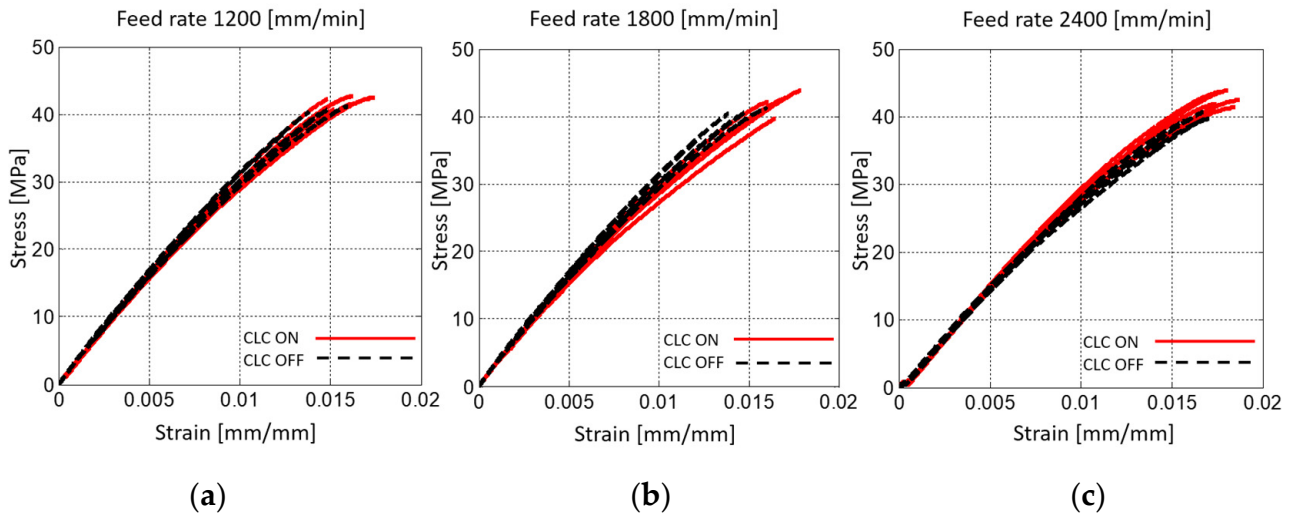 Feed rate 1200 [mm/min]
50
40
30
20
10
0
Stress [MPa]
CLC ON
CLC OFF
0 0.005 0.01 0.015 0.02
Strain [mm/mm]
(a)
Feed rate 1800 [mm/min]
50
40
30
20
10
0
Stress [MPa]
CLC ON
CLC OFF
0 0.005 0.01 0.015 0.02
Strain [mm/mm]
(b)
Feed rate 2400 [mm/min]
50
40
30
20
10
0
Stress [MPa]
CLC ON
CLC OFF
0 0.005 0.01 0.015 0.02
Strain [mm/mm]
(c)